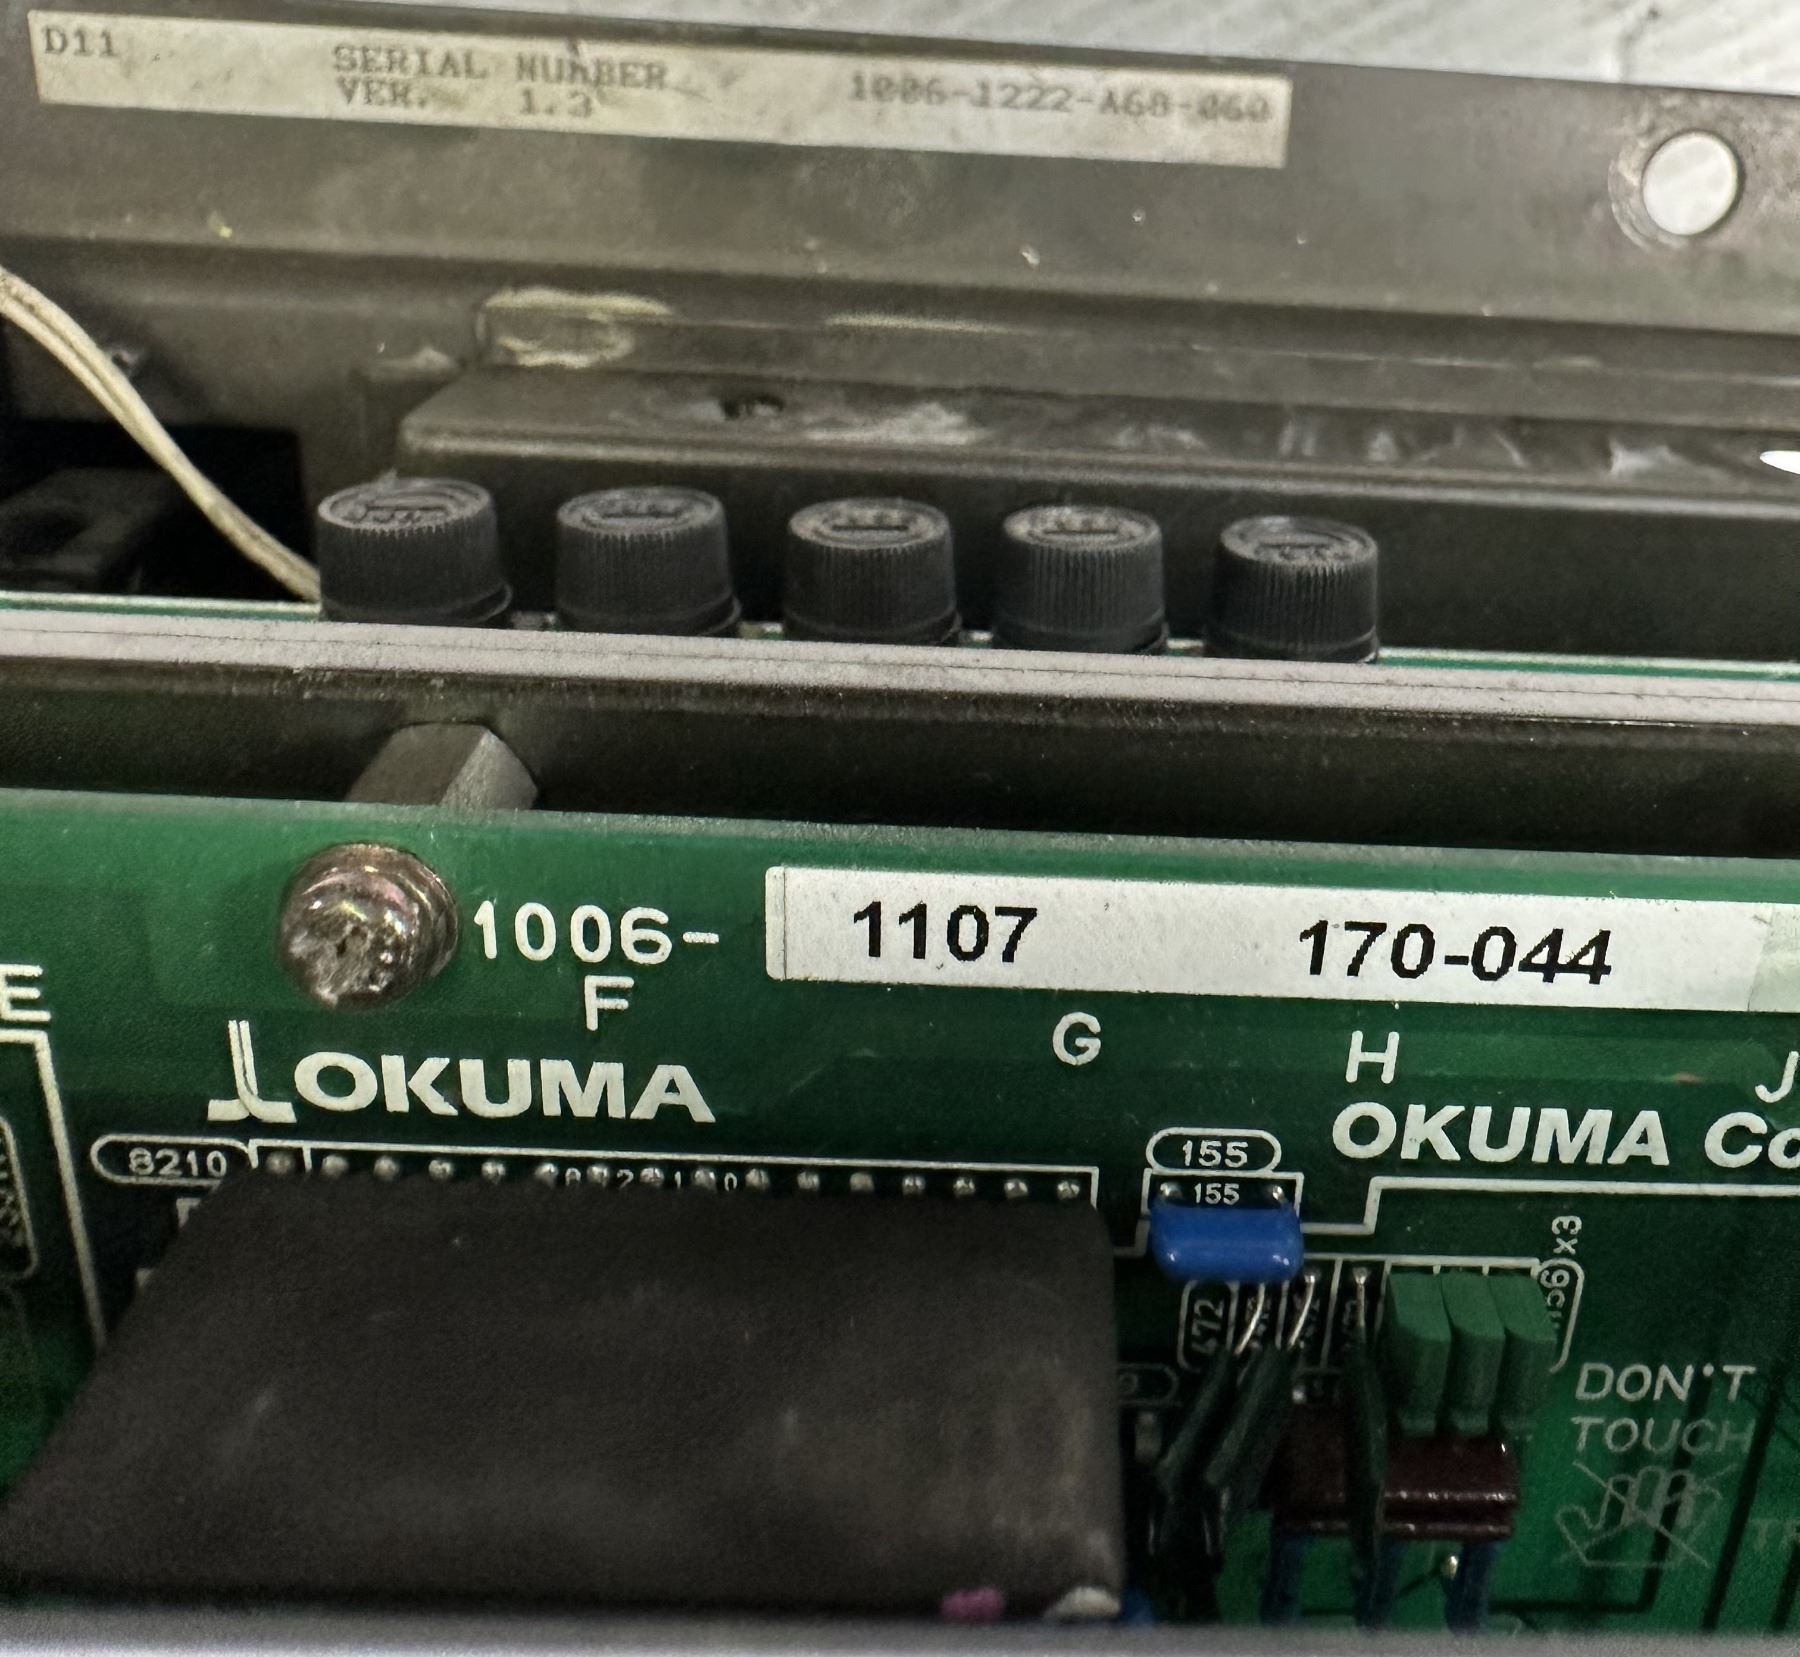 D11 SERIAL NUMBER 1006-1222-A68-060
VER. 1.3
1006- 1107 170-044
E F G H J
OKUMA
OKUMA Co
8210
155
155
472
x3
DON'T
TOUCH